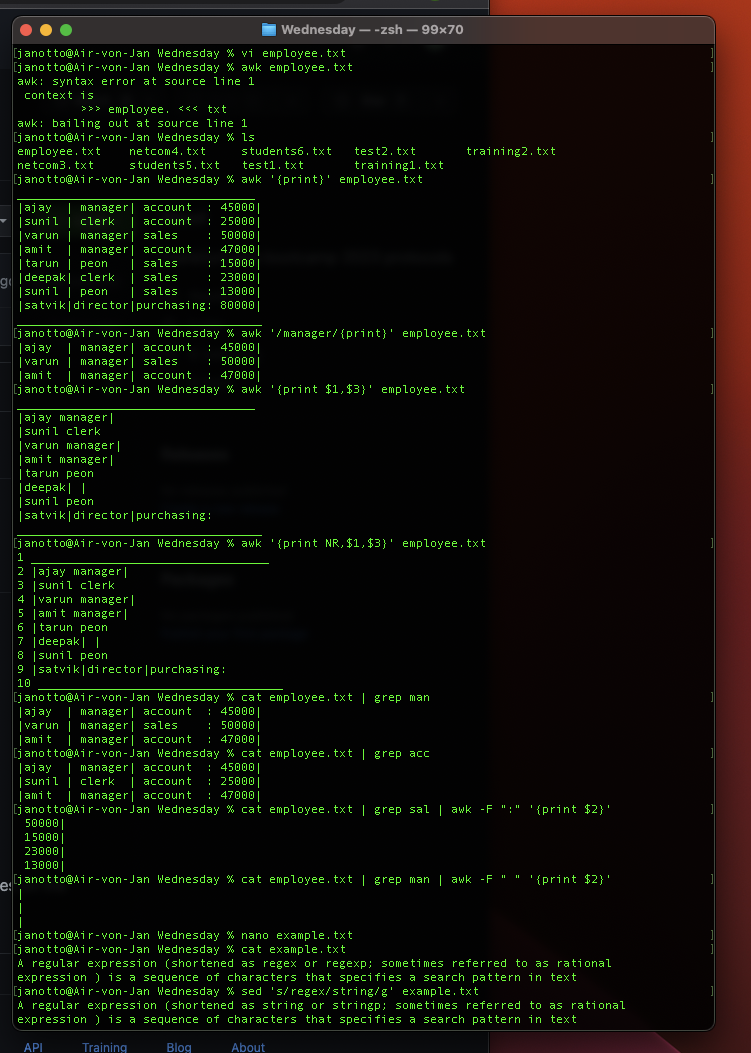 Wednesday — -zsh — 99×70
[janotto@Air-von-Jan Wednesday % vi employee.txt ]
[janotto@Air-von-Jan Wednesday % awk employee.txt ]
awk: syntax error at source line 1
 context is
         >>> employee. <<< txt
awk: bailing out at source line 1
[janotto@Air-von-Jan Wednesday % ls ]
employee.txt    netcom4.txt     students6.txt   test2.txt       training2.txt
netcom3.txt     students5.txt   test1.txt       training1.txt
[janotto@Air-von-Jan Wednesday % awk '{print}' employee.txt ]
__________________________________
|ajay  | manager| account  : 45000|
|sunil | clerk  | account  : 25000|
|varun | manager| sales    : 50000|
|amit  | manager| account  : 47000|
|tarun | peon   | sales    : 15000|
|deepak| clerk  | sales    : 23000|
|sunil | peon   | sales    : 13000|
|satvik|director|purchasing: 80000|
___________________________________
[janotto@Air-von-Jan Wednesday % awk '/manager/{print}' employee.txt ]
|ajay  | manager| account  : 45000|
|varun | manager| sales    : 50000|
|amit  | manager| account  : 47000|
[janotto@Air-von-Jan Wednesday % awk '{print $1,$3}' employee.txt ]
__________________________________
|ajay manager|
|sunil clerk
|varun manager|
|amit manager|
|tarun peon
|deepak| |
|sunil peon
|satvik|director|purchasing:
___________________________________
[janotto@Air-von-Jan Wednesday % awk '{print NR,$1,$3}' employee.txt ]
1 __________________________________
2 |ajay manager|
3 |sunil clerk
4 |varun manager|
5 |amit manager|
6 |tarun peon
7 |deepak| |
8 |sunil peon
9 |satvik|director|purchasing:
10 ___________________________________
[janotto@Air-von-Jan Wednesday % cat employee.txt | grep man ]
|ajay  | manager| account  : 45000|
|varun | manager| sales    : 50000|
|amit  | manager| account  : 47000|
[janotto@Air-von-Jan Wednesday % cat employee.txt | grep acc ]
|ajay  | manager| account  : 45000|
|sunil | clerk  | account  : 25000|
|amit  | manager| account  : 47000|
[janotto@Air-von-Jan Wednesday % cat employee.txt | grep sal | awk -F ":" '{print $2}' ]
 50000|
 15000|
 23000|
 13000|
[janotto@Air-von-Jan Wednesday % cat employee.txt | grep man | awk -F " " '{print $2}' ]
|
|
|
[janotto@Air-von-Jan Wednesday % nano example.txt ]
[janotto@Air-von-Jan Wednesday % cat example.txt ]
A regular expression (shortened as regex or regexp; sometimes referred to as rational
expression ) is a sequence of characters that specifies a search pattern in text
[janotto@Air-von-Jan Wednesday % sed 's/regex/string/g' example.txt ]
A regular expression (shortened as string or stringp; sometimes referred to as rational
expression ) is a sequence of characters that specifies a search pattern in text
API Training Blog About